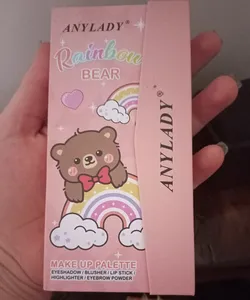 ANYLADY®
Rainbow
BEAR
MAKE UP PALETTE
EYESHADOW / BLUSHER / LIP STICK /
HIGHLIGHTER / EYEBROW POWDER
ANYLADY®